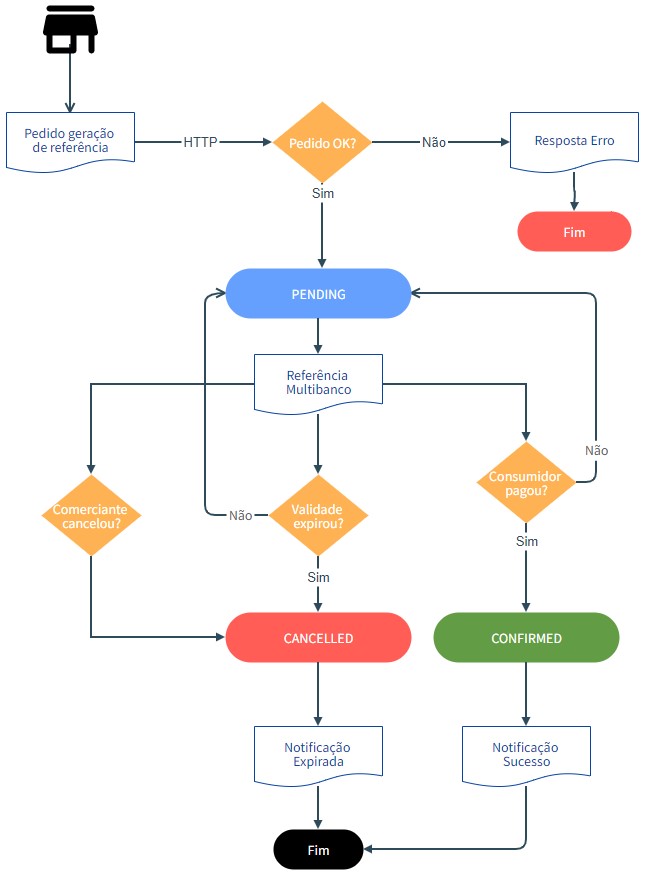 Pedido geração
de referência
HTTP
Pedido OK?
Não
Resposta Erro
Sim
Fim
PENDING
Referência
Multibanco
Não
Comerciante
cancelou?
Não
Validade
expirou?
Consumidor
pagou?
Sim
Sim
CANCELLED
CONFIRMED
Notificação
Expirada
Notificação
Sucesso
Fim